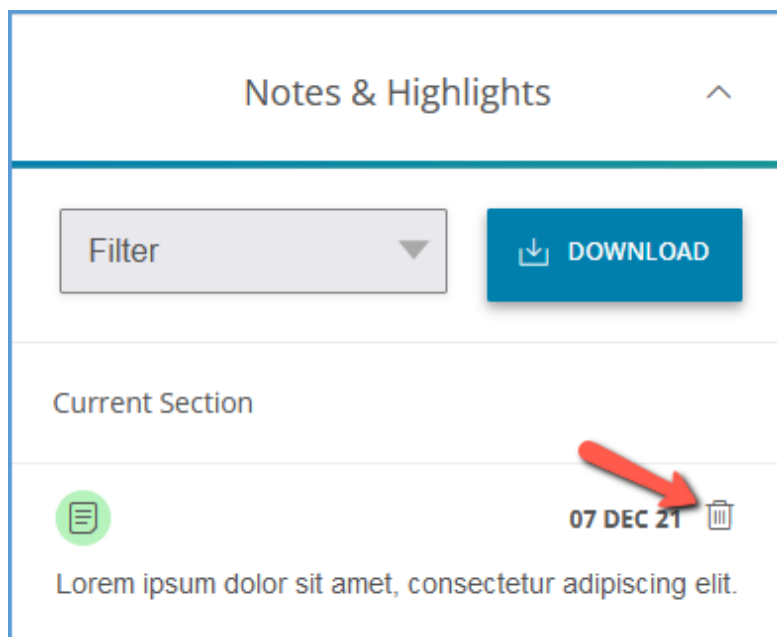 Notes & Highlights
Filter
DOWNLOAD
Current Section
07 DEC 21
Lorem ipsum dolor sit amet, consectetur adipiscing elit.